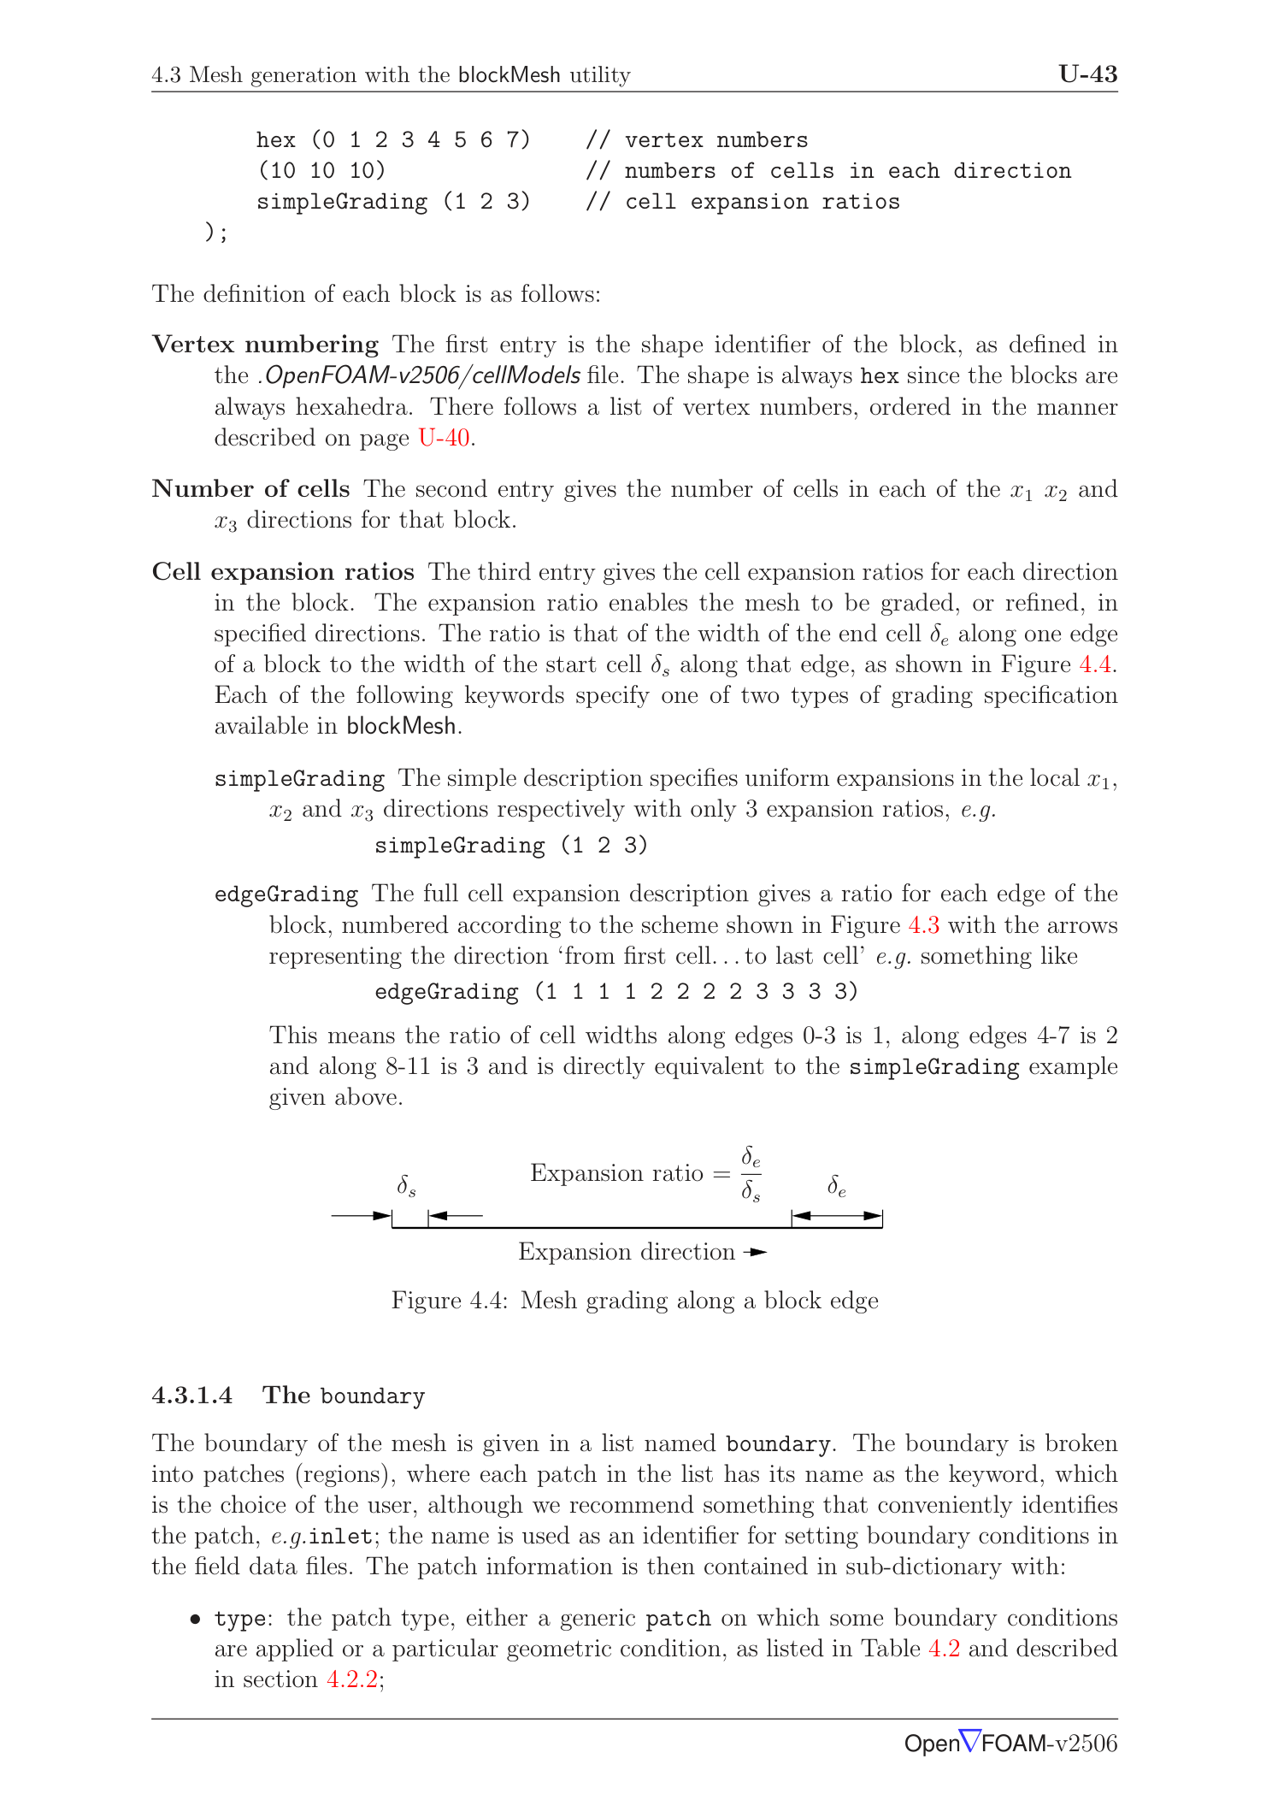 4.3 Mesh generation with the blockMesh utility U-43
hex (0 1 2 3 4 5 6 7) // vertex numbers
(10 10 10) // numbers of cells in each direction
simpleGrading (1 2 3) // cell expansion ratios
);
The definition of each block is as follows:
Vertex numbering The first entry is the shape identifier of the block, as defined in
the .OpenFOAM-v2506/cellModels file. The shape is always hex since the blocks are
always hexahedra. There follows a list of vertex numbers, ordered in the manner
described on page U-40.
Number of cells The second entry gives the number of cells in each of the x₁ x₂ and
x₃ directions for that block.
Cell expansion ratios The third entry gives the cell expansion ratios for each direction
in the block. The expansion ratio enables the mesh to be graded, or refined, in
specified directions. The ratio is that of the width of the end cell δₑ along one edge
of a block to the width of the start cell δₛ along that edge, as shown in Figure 4.4.
Each of the following keywords specify one of two types of grading specification
available in blockMesh.
simpleGrading The simple description specifies uniform expansions in the local x₁,
x₂ and x₃ directions respectively with only 3 expansion ratios, e.g.
simpleGrading (1 2 3)
edgeGrading The full cell expansion description gives a ratio for each edge of the
block, numbered according to the scheme shown in Figure 4.3 with the arrows
representing the direction ‘from first cell. . . to last cell’ e.g. something like
edgeGrading (1 1 1 1 2 2 2 2 3 3 3 3)
This means the ratio of cell widths along edges 0-3 is 1, along edges 4-7 is 2
and along 8-11 is 3 and is directly equivalent to the simpleGrading example
given above.
δₛ Expansion ratio = δₑ/δₛ δₑ
Expansion direction
Figure 4.4: Mesh grading along a block edge
4.3.1.4 The boundary
The boundary of the mesh is given in a list named boundary. The boundary is broken
into patches (regions), where each patch in the list has its name as the keyword, which
is the choice of the user, although we recommend something that conveniently identifies
the patch, e.g.inlet; the name is used as an identifier for setting boundary conditions in
the field data files. The patch information is then contained in sub-dictionary with:
• type: the patch type, either a generic patch on which some boundary conditions
are applied or a particular geometric condition, as listed in Table 4.2 and described
in section 4.2.2;
Open∇FOAM-v2506